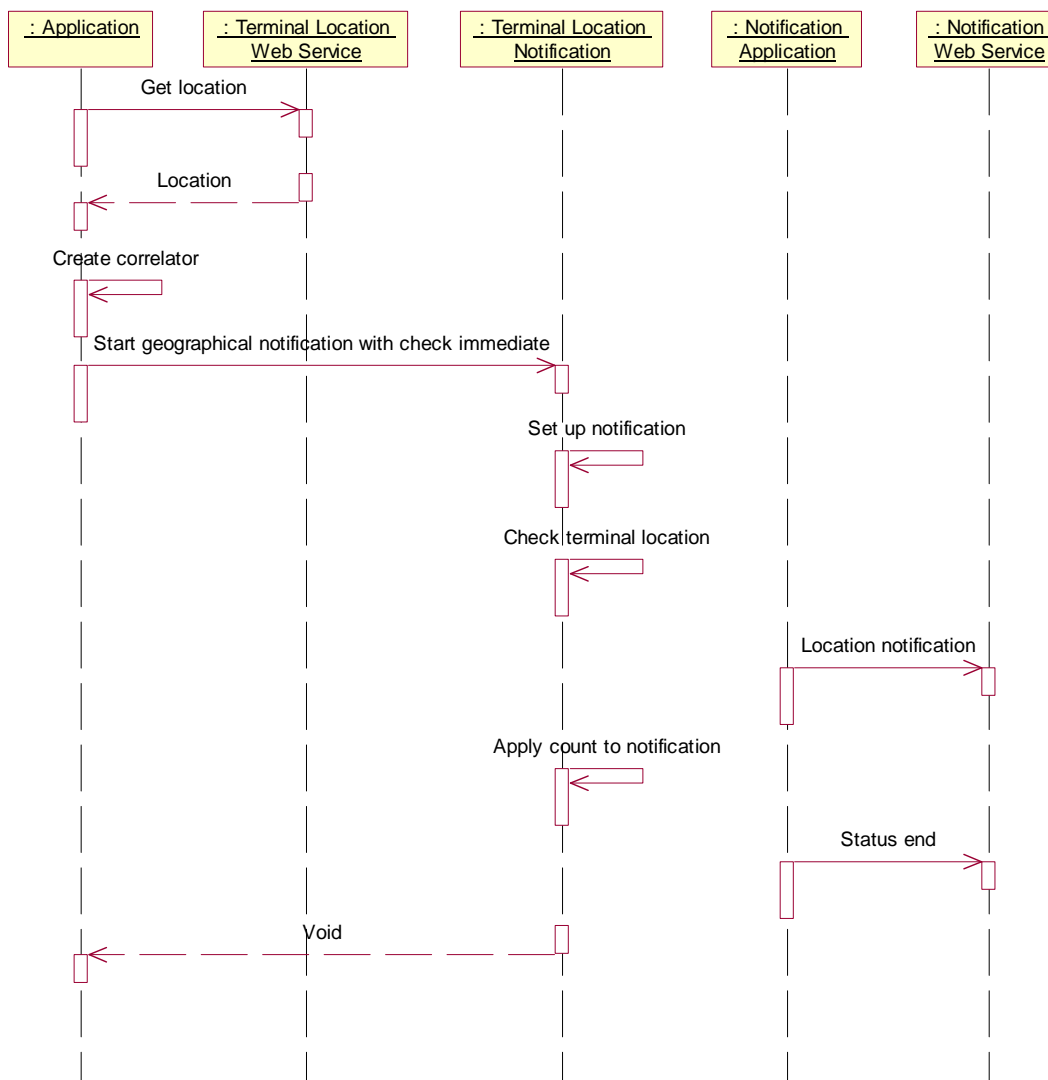 : Application
: Terminal Location
Web Service
: Terminal Location
Notification
: Notification
Application
: Notification
Web Service
Get location
Location
Create correlator
Start geographical notification with check immediate
Set up notification
Check terminal location
Location notification
Apply count to notification
Status end
Void